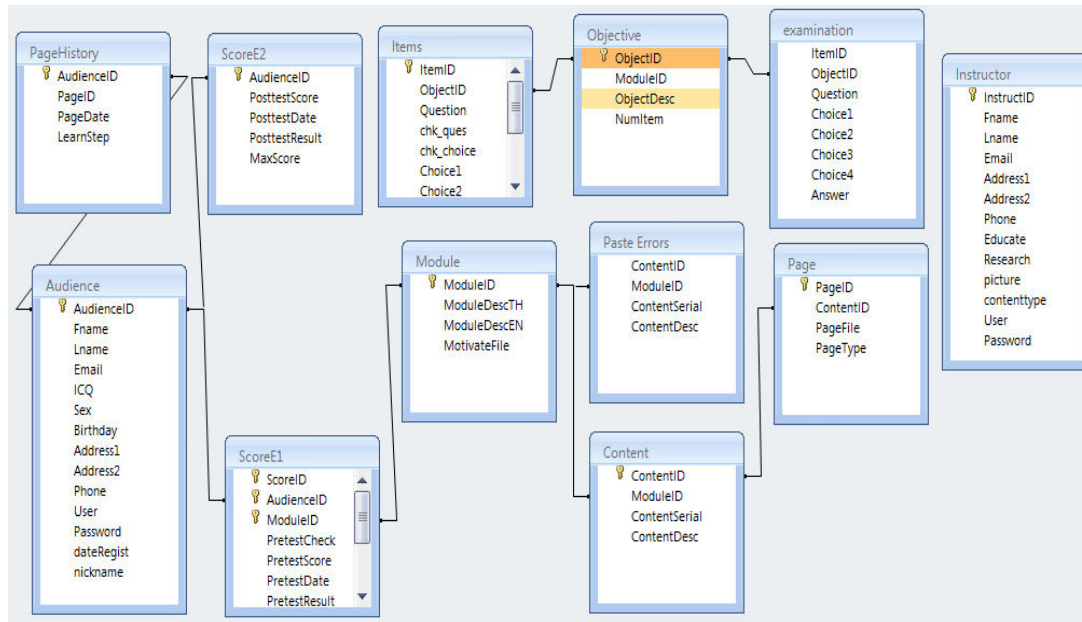 PageHistory
AudienceID
PageID
PageDate
LearnStep
ScoreE2
AudienceID
PosttestScore
PosttestDate
PosttestResult
MaxScore
Items
ItemID
ObjectID
Question
chk_ques
chk_choice
Choice1
Choice2
Objective
ObjectID
ModuleID
ObjectDesc
NumItem
examination
ItemID
ObjectID
Question
Choice1
Choice2
Choice3
Choice4
Answer
Instructor
InstructID
Fname
Lname
Email
Address1
Address2
Phone
Educate
Research
picture
contenttype
User
Password
Audience
AudienceID
Fname
Lname
Email
ICQ
Sex
Birthday
Address1
Address2
Phone
User
Password
dateRegist
nickname
ScoreE1
ScoreID
AudienceID
ModuleID
PretestCheck
PretestScore
PretestDate
PretestResult
Module
ModuleID
ModuleDescTH
ModuleDescEN
MotivateFile
Paste Errors
ContentID
ModuleID
ContentSerial
ContentDesc
Content
ContentID
ModuleID
ContentSerial
ContentDesc
Page
PageID
ContentID
PageFile
PageType